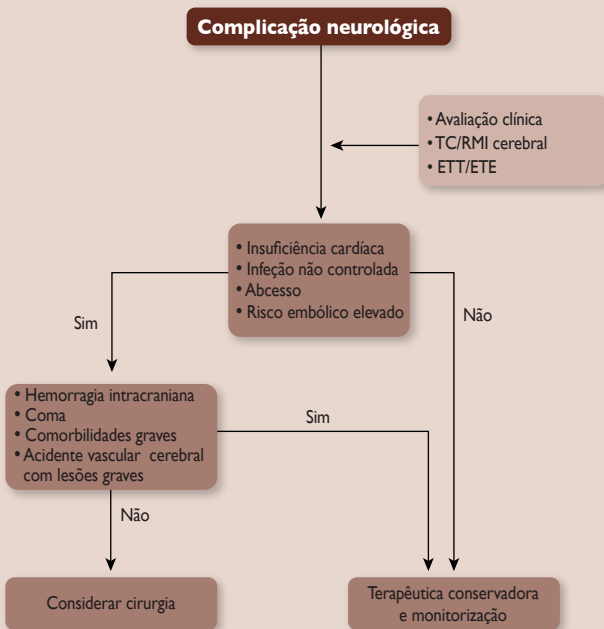 Complicação neurológica
• Avaliação clínica
• TC/RMI cerebral
• ETT/ETE
• Insuficiência cardíaca
• Infeção não controlada
• Abcesso
• Risco embólico elevado
Sim
Não
• Hemorragia intracraniana
• Coma
• Comorbilidades graves
• Acidente vascular cerebral
com lesões graves
Sim
Não
Considerar cirurgia
Terapêutica conservadora
e monitorização